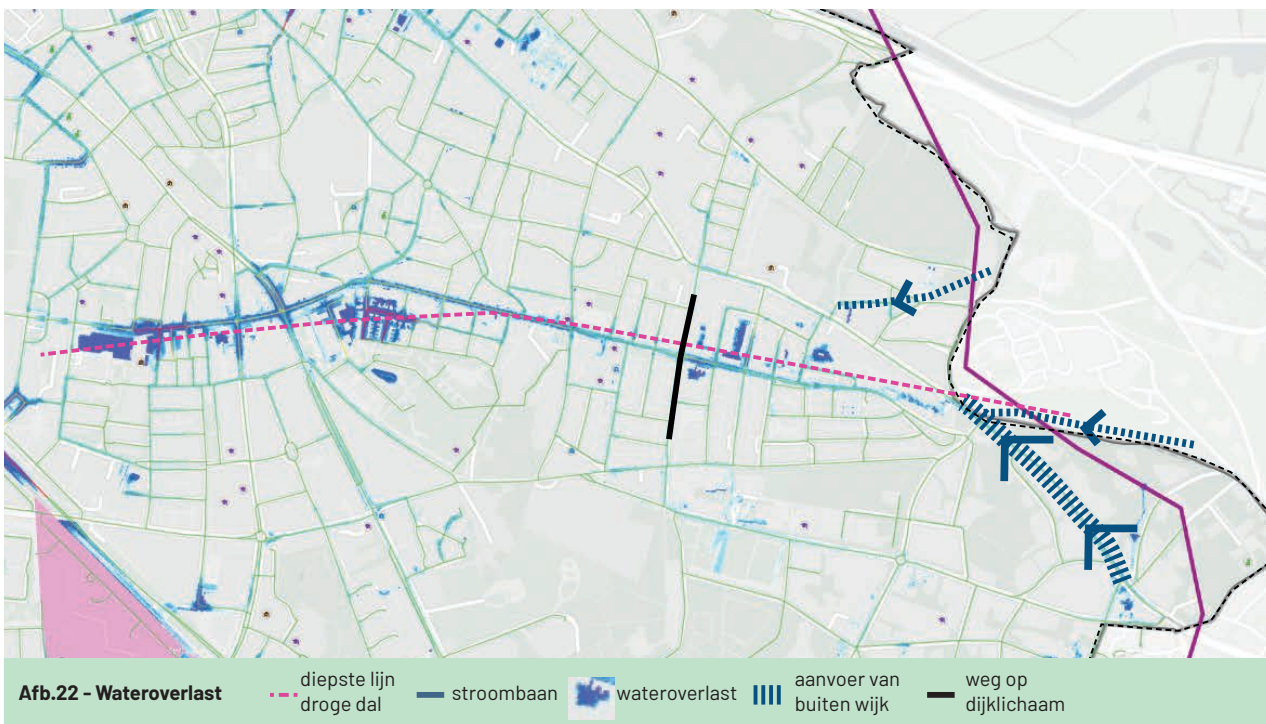 Afb.22 - Wateroverlast
diepste lijn
droge dal
stroombaan
wateroverlast
aanvoer van
buiten wijk
weg op
dijklichaam